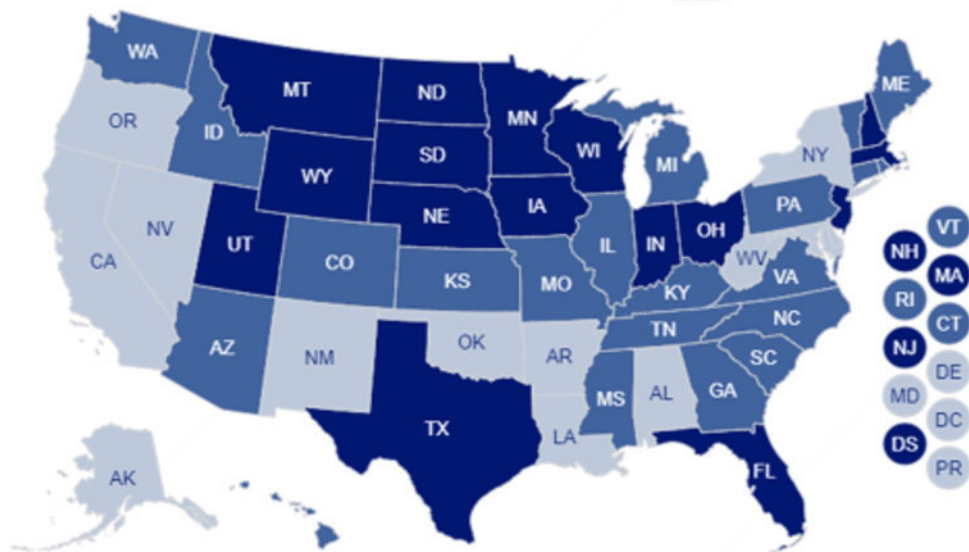 WA
MT
ND
MN
ME
OR
ID
SD
WI
MI
NY
WY
NE
IA
PA
NV
UT
CO
IL
IN
OH
WV
VA
CA
KS
MO
KY
AZ
NM
OK
AR
TN
NC
SC
TX
LA
MS
AL
GA
FL
AK
VT
NH
MA
RI
CT
NJ
DE
MD
DC
DS
PR